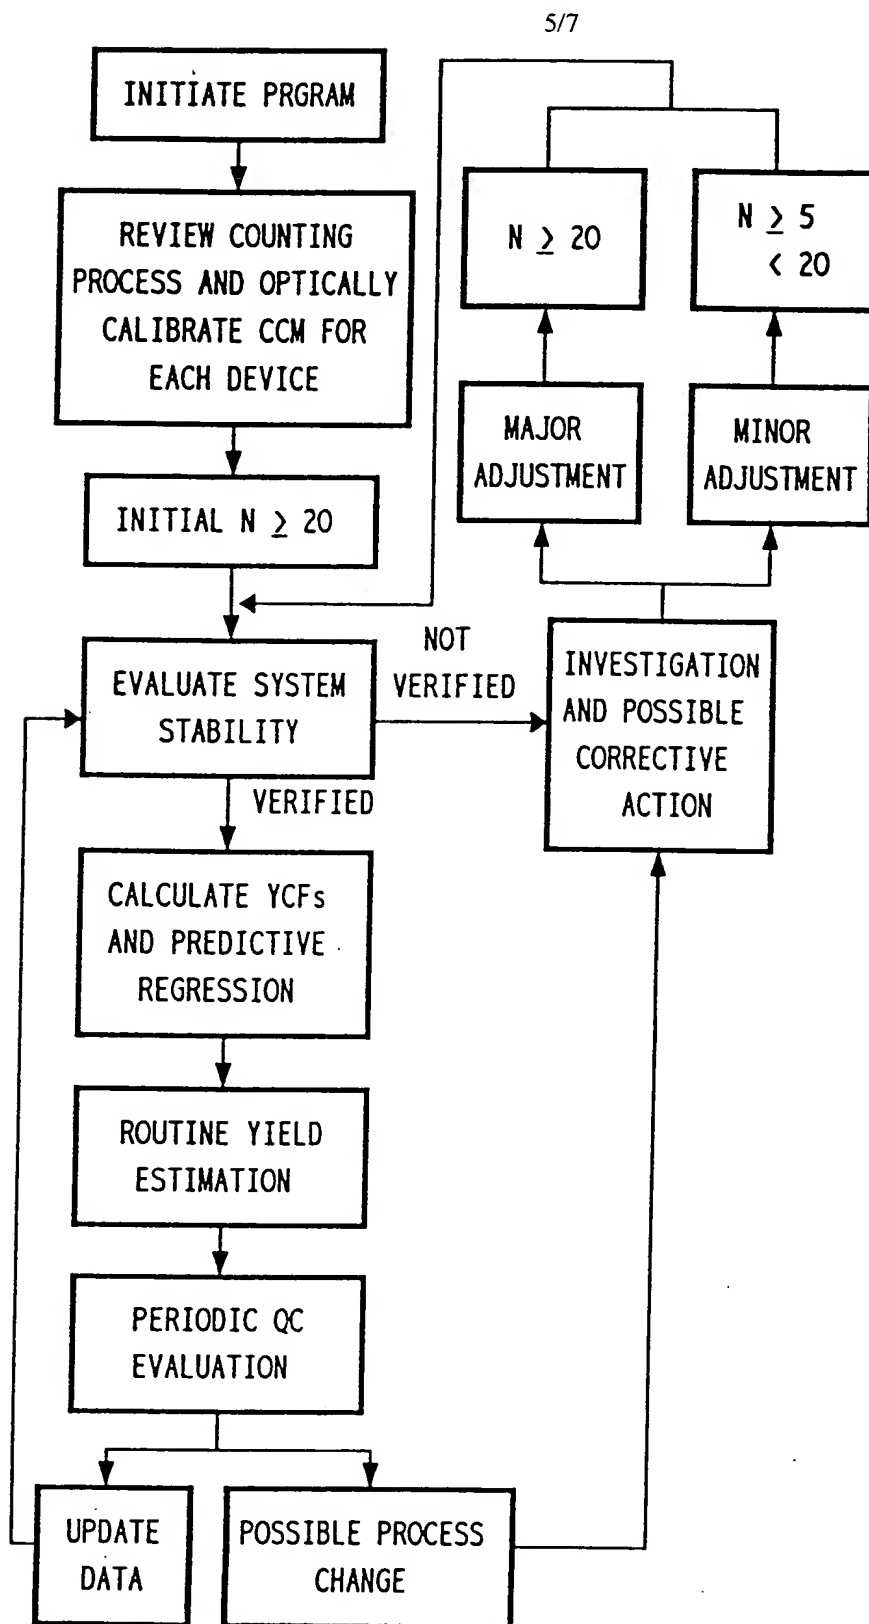 5/7
INITIATE PRGRAM
REVIEW COUNTING
PROCESS AND OPTICALLY
CALIBRATE CCM FOR
EACH DEVICE
INITIAL N ≥ 20
EVALUATE SYSTEM
STABILITY
NOT
VERIFIED
VERIFIED
CALCULATE YCFs
AND PREDICTIVE
REGRESSION
ROUTINE YIELD
ESTIMATION
PERIODIC QC
EVALUATION
UPDATE
DATA
POSSIBLE PROCESS
CHANGE
INVESTIGATION
AND POSSIBLE
CORRECTIVE
ACTION
MAJOR
ADJUSTMENT
MINOR
ADJUSTMENT
N ≥ 20
N ≥ 5
< 20